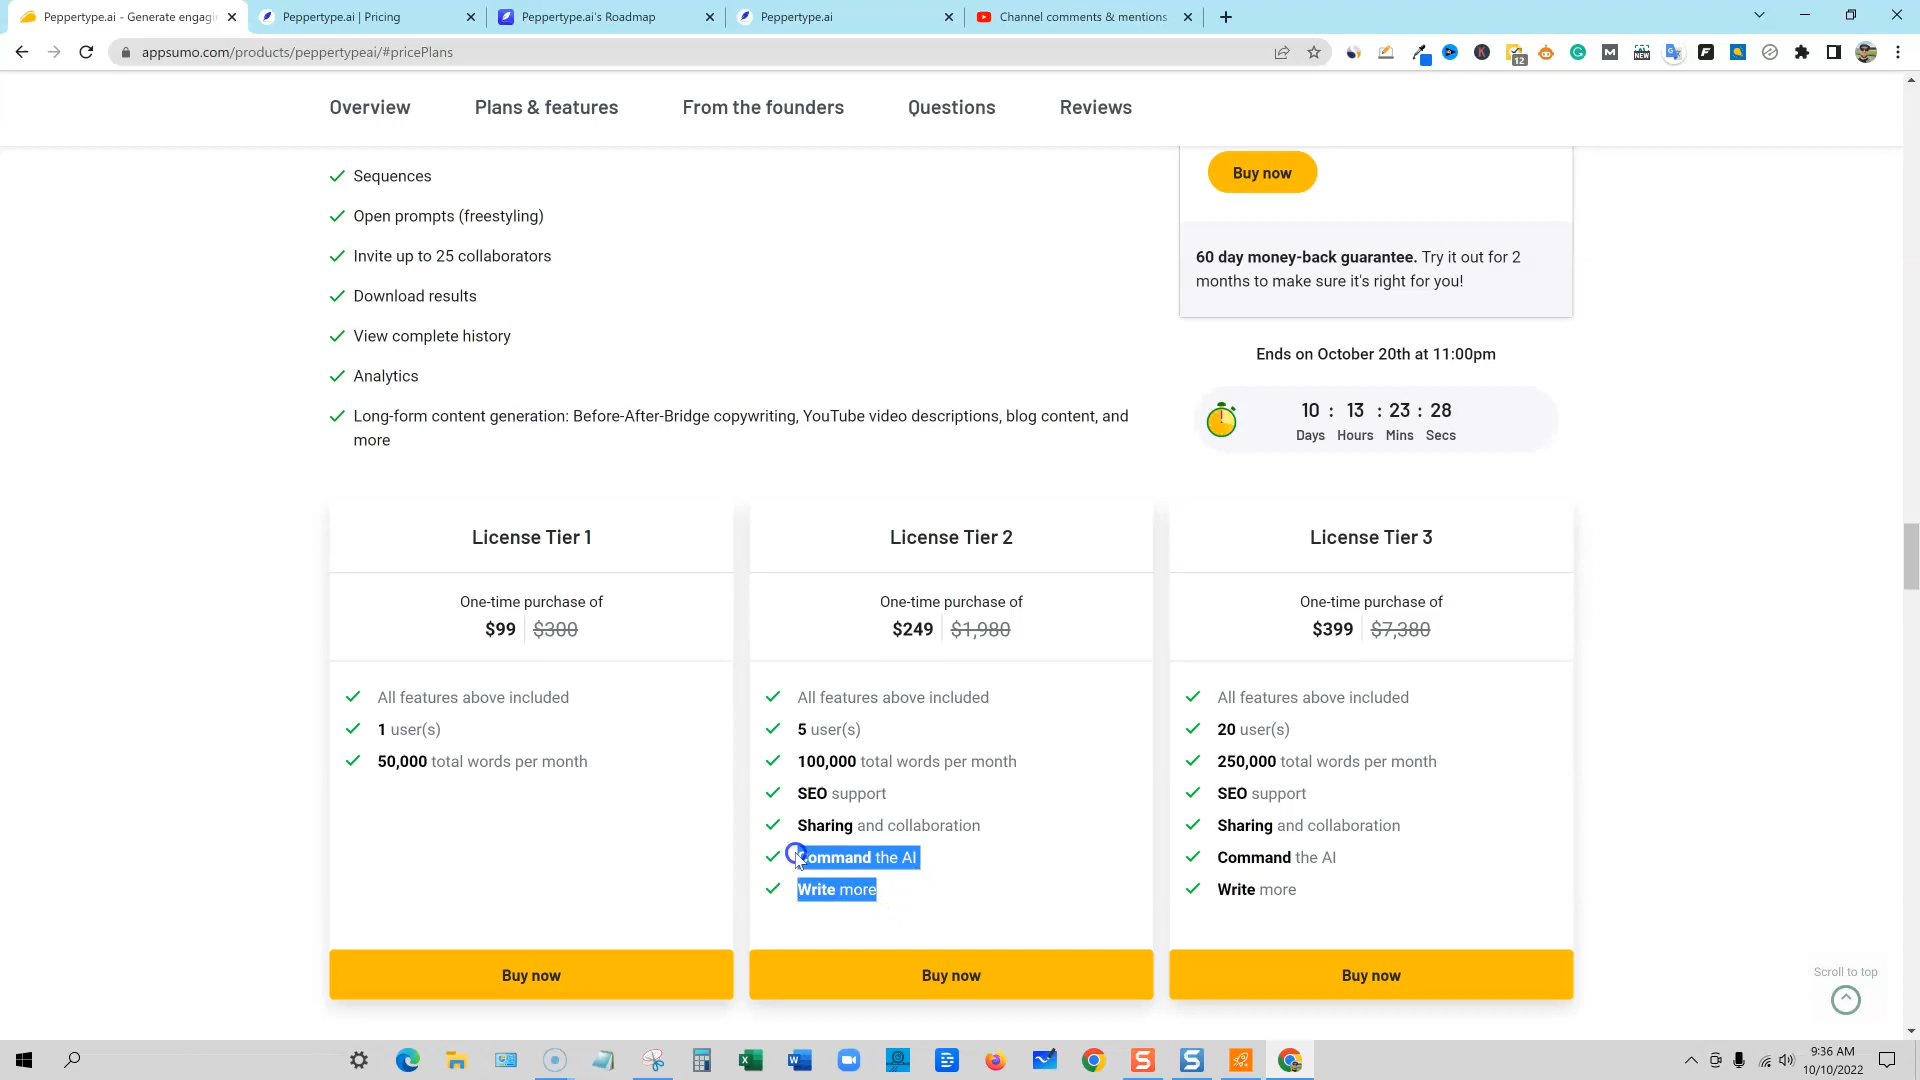 Peppertype.ai - Generate engagi
Peppertype.ai | Pricing
Peppertype.ai's Roadmap
Peppertype.ai
Channel comments & mentions
appsumo.com/products/peppertypeai/#pricePlans
12
NEW
Overview
Plans & features
From the founders
Questions
Reviews
Sequences
Open prompts (freestyling)
Invite up to 25 collaborators
Download results
View complete history
Analytics
Long-form content generation: Before-After-Bridge copywriting, YouTube video descriptions, blog content, and
more
Buy now
60 day money-back guarantee. Try it out for 2
months to make sure it's right for you!
Ends on October 20th at 11:00pm
10 : 13 : 23 : 28
Days Hours Mins Secs
License Tier 1
One-time purchase of
$99 $300
All features above included
1 user(s)
50,000 total words per month
Buy now
License Tier 2
One-time purchase of
$249 $1,980
All features above included
5 user(s)
100,000 total words per month
SEO support
Sharing and collaboration
Command the AI
Write more
Buy now
License Tier 3
One-time purchase of
$399 $7,380
All features above included
20 user(s)
250,000 total words per month
SEO support
Sharing and collaboration
Command the AI
Write more
Buy now
Scroll to top
9:36 AM
10/10/2022